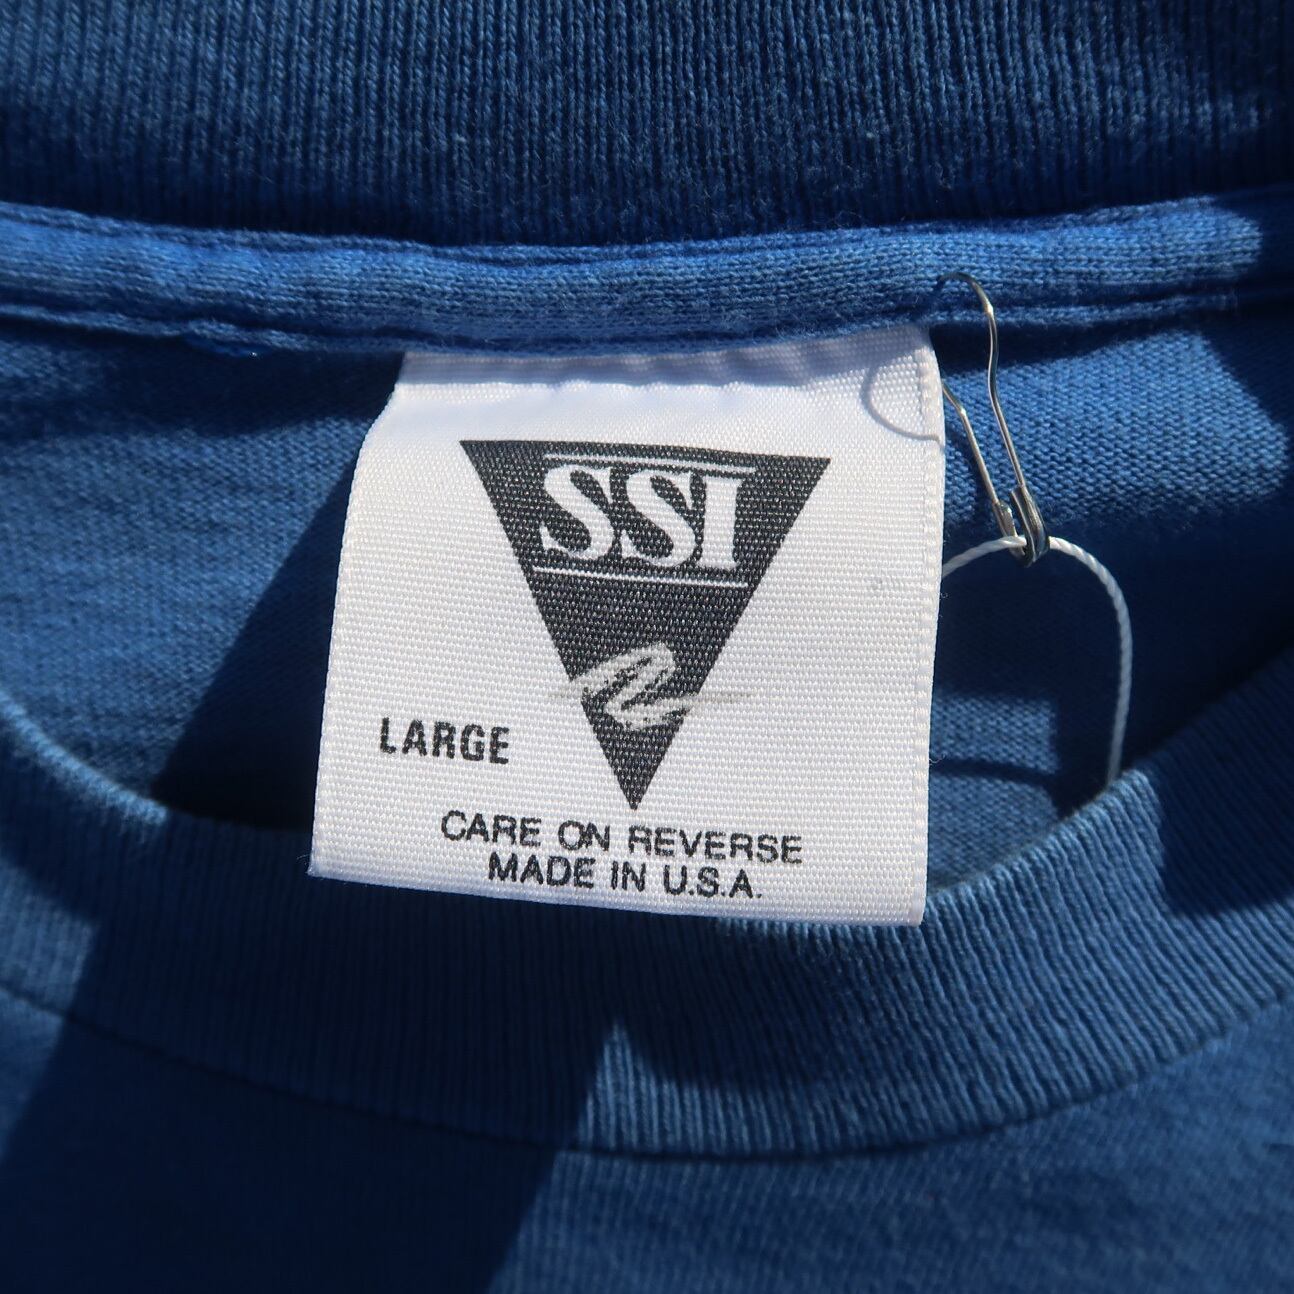 SSI
LARGE
CARE ON REVERSE
MADE IN U.S.A.